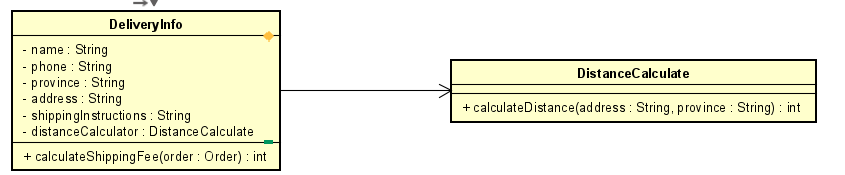 DeliveryInfo
- name : String
- phone : String
- province : String
- address : String
- shippingInstructions : String
- distanceCalculator : DistanceCalculate
+ calculateShippingFee(order : Order) : int
DistanceCalculate
+ calculateDistance(address : String, province : String) : int